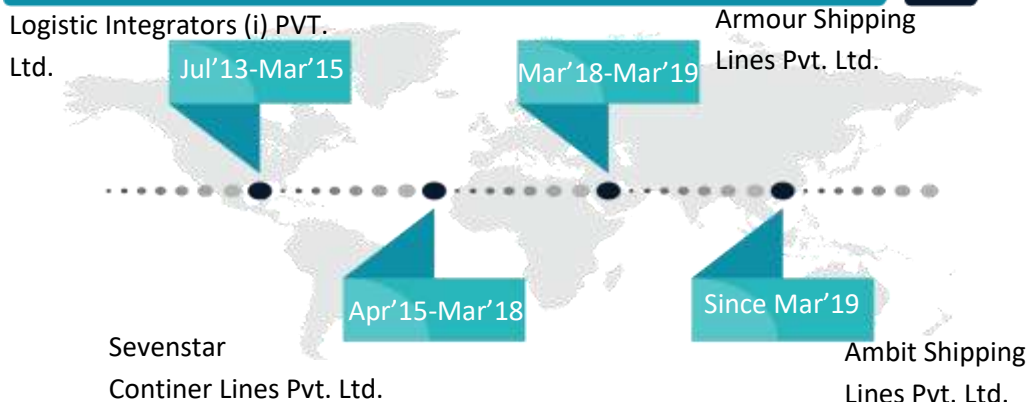 Logistic Integrators (i) PVT.
Ltd.
Jul’13-Mar’15
Mar’18-Mar’19
Armour Shipping
Lines Pvt. Ltd.
Apr’15-Mar’18
Since Mar’19
Sevenstar
Continer Lines Pvt. Ltd.
Ambit Shipping
Lines Pvt. Ltd.